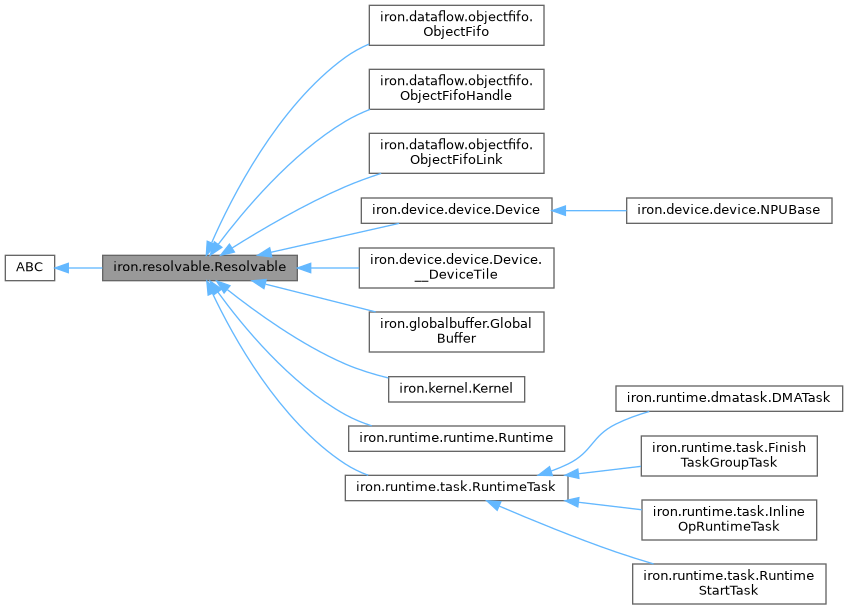 iron.dataflow.objectfifo.
ObjectFifo
iron.dataflow.objectfifo.
ObjectFifoHandle
iron.dataflow.objectfifo.
ObjectFifoLink
iron.device.device.Device
iron.device.device.NPUBase
ABC
iron.resolvable.Resolvable
iron.device.device.Device.
__DeviceTile
iron.globalbuffer.Global
Buffer
iron.kernel.Kernel
iron.runtime.runtime.Runtime
iron.runtime.task.RuntimeTask
iron.runtime.dmatask.DMATask
iron.runtime.task.Finish
TaskGroupTask
iron.runtime.task.Inline
OpRuntimeTask
iron.runtime.task.Runtime
StartTask